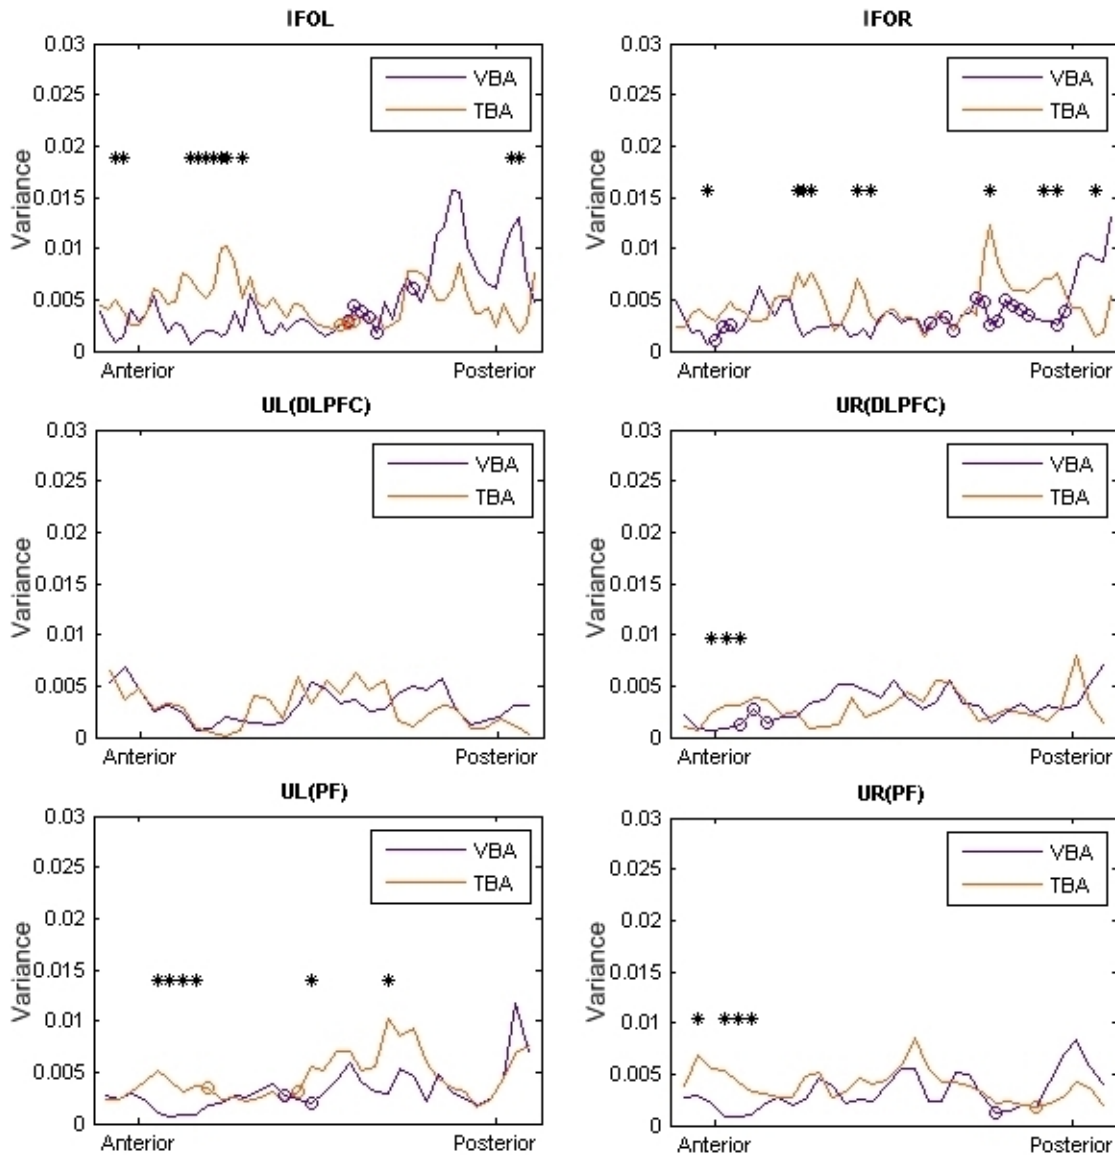 IFOL
0.03
0.025
0.02
0.015
0.01
0.005
0
Variance
VBA
TBA
** ******* **
Anterior Posterior
IFOR
0.03
0.025
0.02
0.015
0.01
0.005
0
Variance
VBA
TBA
* *** ** * ** *
Anterior Posterior
UL(DLPFC)
0.03
0.025
0.02
0.015
0.01
0.005
0
Variance
VBA
TBA
Anterior Posterior
UR(DLPFC)
0.03
0.025
0.02
0.015
0.01
0.005
0
Variance
VBA
TBA
***
Anterior Posterior
UL(PF)
0.03
0.025
0.02
0.015
0.01
0.005
0
Variance
VBA
TBA
**** * *
Anterior Posterior
UR(PF)
0.03
0.025
0.02
0.015
0.01
0.005
0
Variance
VBA
TBA
* ***
Anterior Posterior